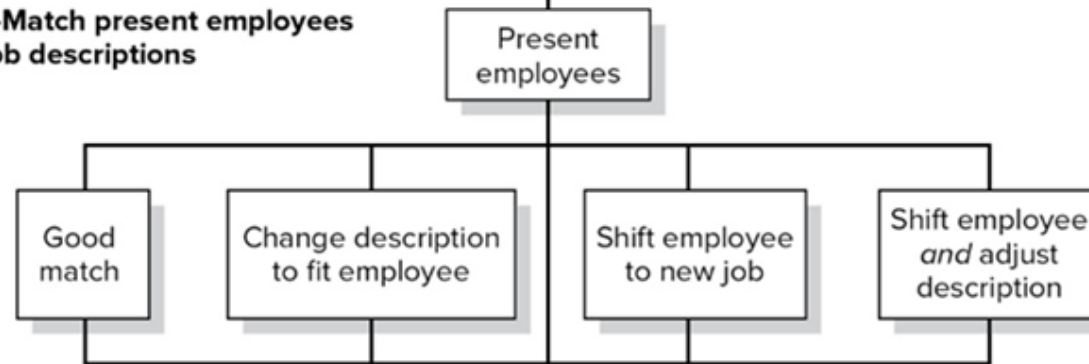 -Match present employees
ob descriptions
Present
employees
Good
match
Change description
to fit employee
Shift employee
to new job
Shift employee
and adjust
description